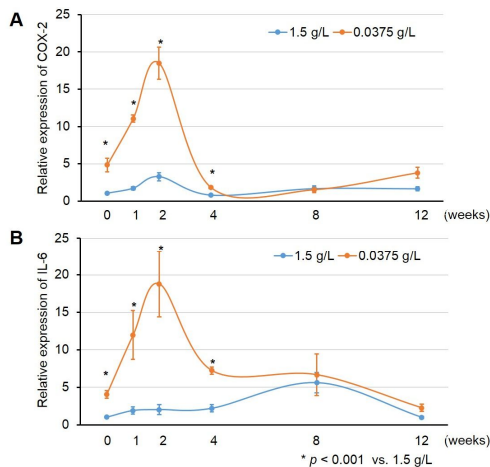 A
Relative expression of COX-2
25
20
15
10
5
0
1.5 g/L
0.0375 g/L
*
*
*
*
0 1 2 4 8 12 (weeks)
B
Relative expression of IL-6
25
20
15
10
5
0
1.5 g/L
0.0375 g/L
*
*
*
*
0 1 2 4 8 12 (weeks)
* p < 0.001 vs. 1.5 g/L